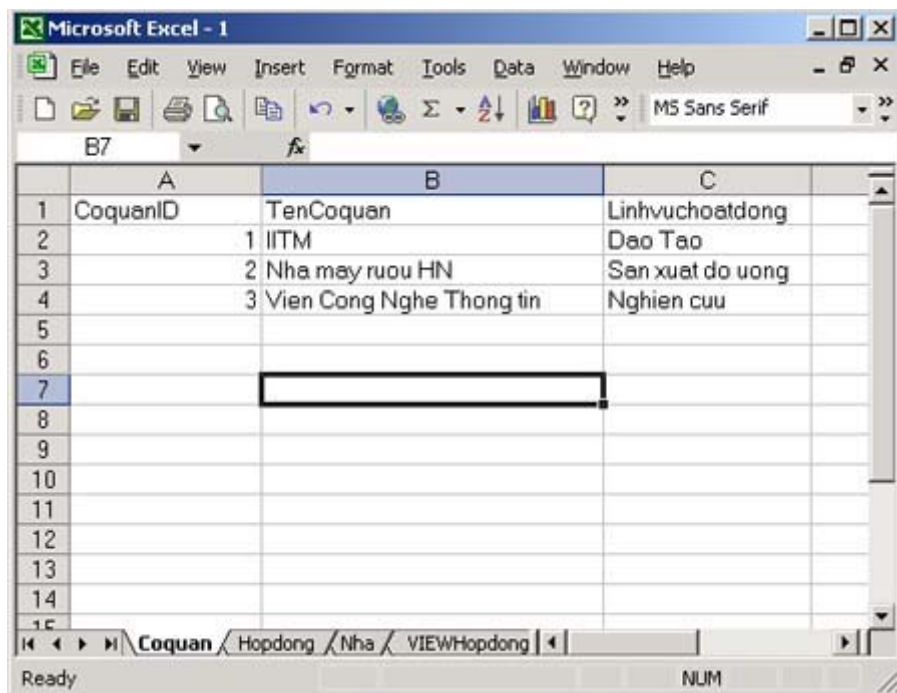 Microsoft Excel - 1
File Edit View Insert Format Tools Data Window Help
MS Sans Serif
B7 fx
A B C
1 CoquanID TenCoquan Linhvuchoatdong
2 1 IITM Dao Tao
3 2 Nha may ruou HN San xuat do uong
4 3 Vien Cong Nghe Thong tin Nghien cuu
5
6
7
8
9
10
11
12
13
14
15
Coquan Hopdong Nha VIEWHopdong
Ready NUM